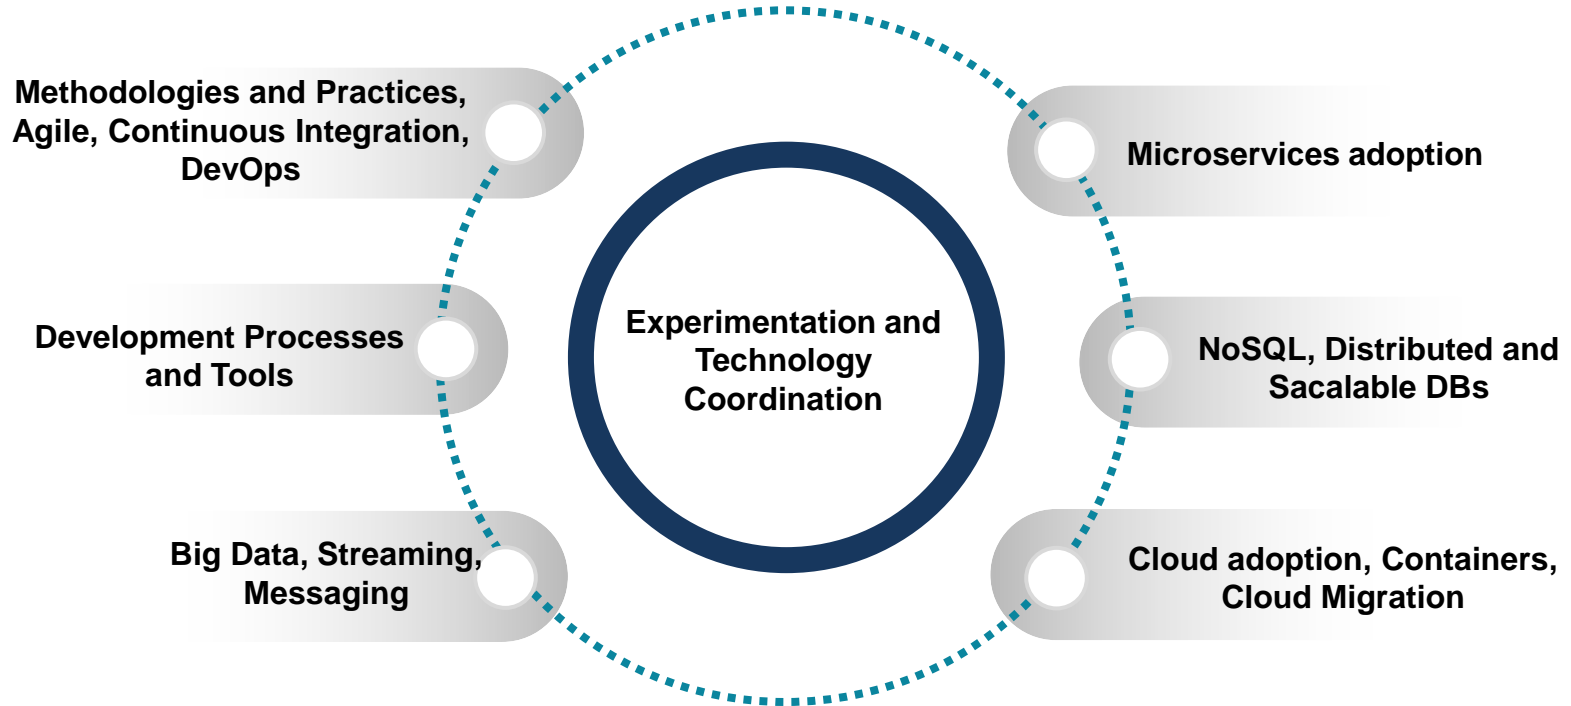 Methodologies and Practices,
Agile, Continuous Integration,
DevOps
Development Processes
and Tools
Big Data, Streaming,
Messaging
Experimentation and
Technology
Coordination
Microservices adoption
NoSQL, Distributed and
Sacalable DBs
Cloud adoption, Containers,
Cloud Migration